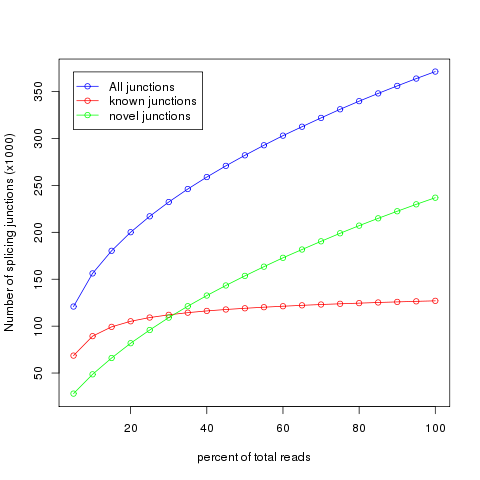 All junctions
known junctions
novel junctions
Number of splicing junctions (x1000)
350
300
250
200
150
100
50
20
40
60
80
100
percent of total reads